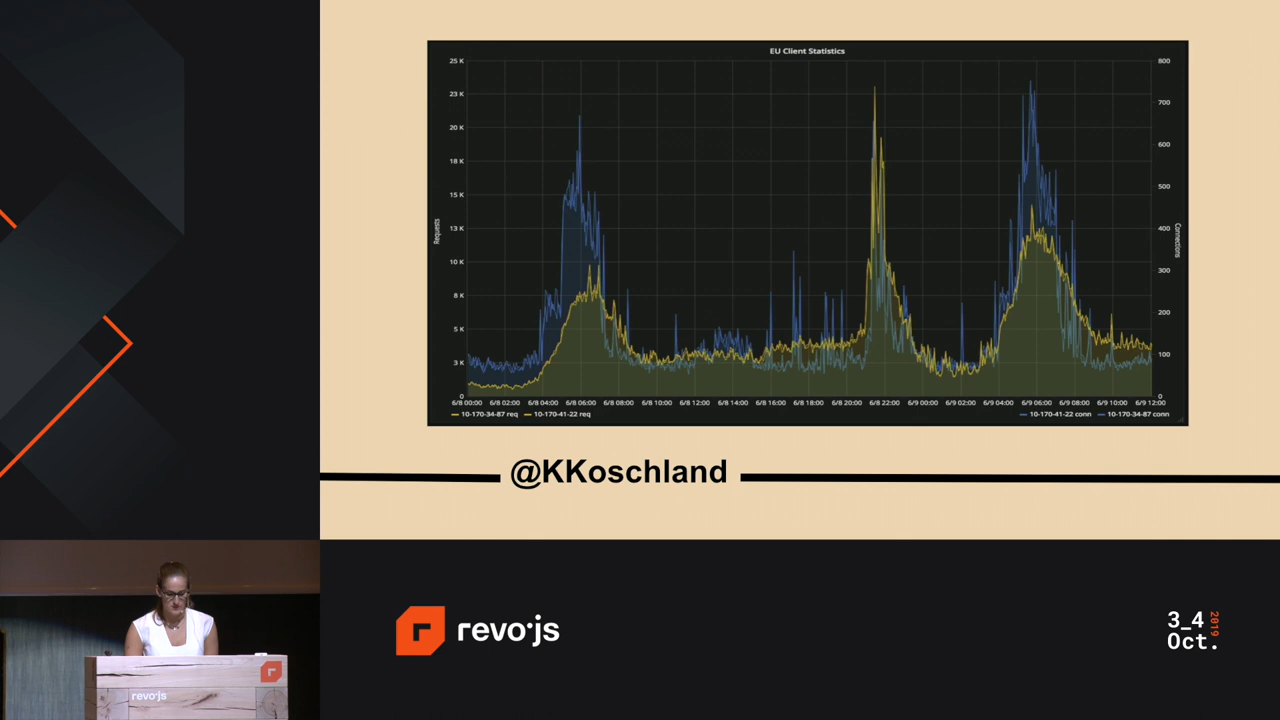 EU Client Statistics
25 K
23 K
20 K
18 K
15 K
13 K
10 K
8 K
5 K
3 K
0
Requests
800
700
600
500
400
300
200
100
0
Connections
6/8 00:00 6/8 02:00 6/8 04:00 6/8 06:00 6/8 08:00 6/8 10:00 6/8 12:00 6/8 14:00 6/8 16:00 6/8 18:00 6/8 20:00 6/8 22:00 6/9 00:00 6/9 02:00 6/9 04:00 6/9 06:00 6/9 08:00 6/9 10:00 6/9 12:00
10-170-34-87 req 10-170-41-22 req 10-170-41-22 conn 10-170-34-87 conn
@KKoschland
r revo·js
3_4 2019
Oct.
r
revo·js